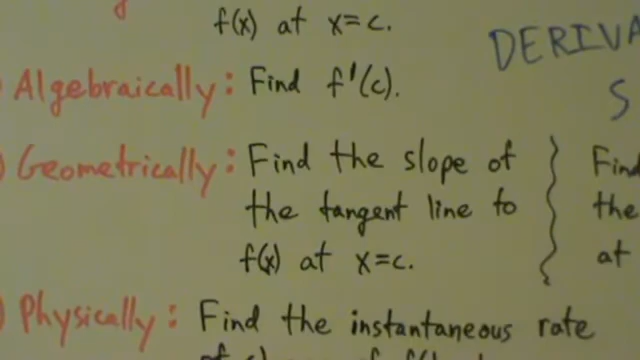 f(x) at x=c.
DERIVA
S
Algebraically: Find f'(c).
Geometrically: Find the slope of
the tangent line to
f(x) at x=c.
Find
the
at
Physically: Find the instantaneous rate